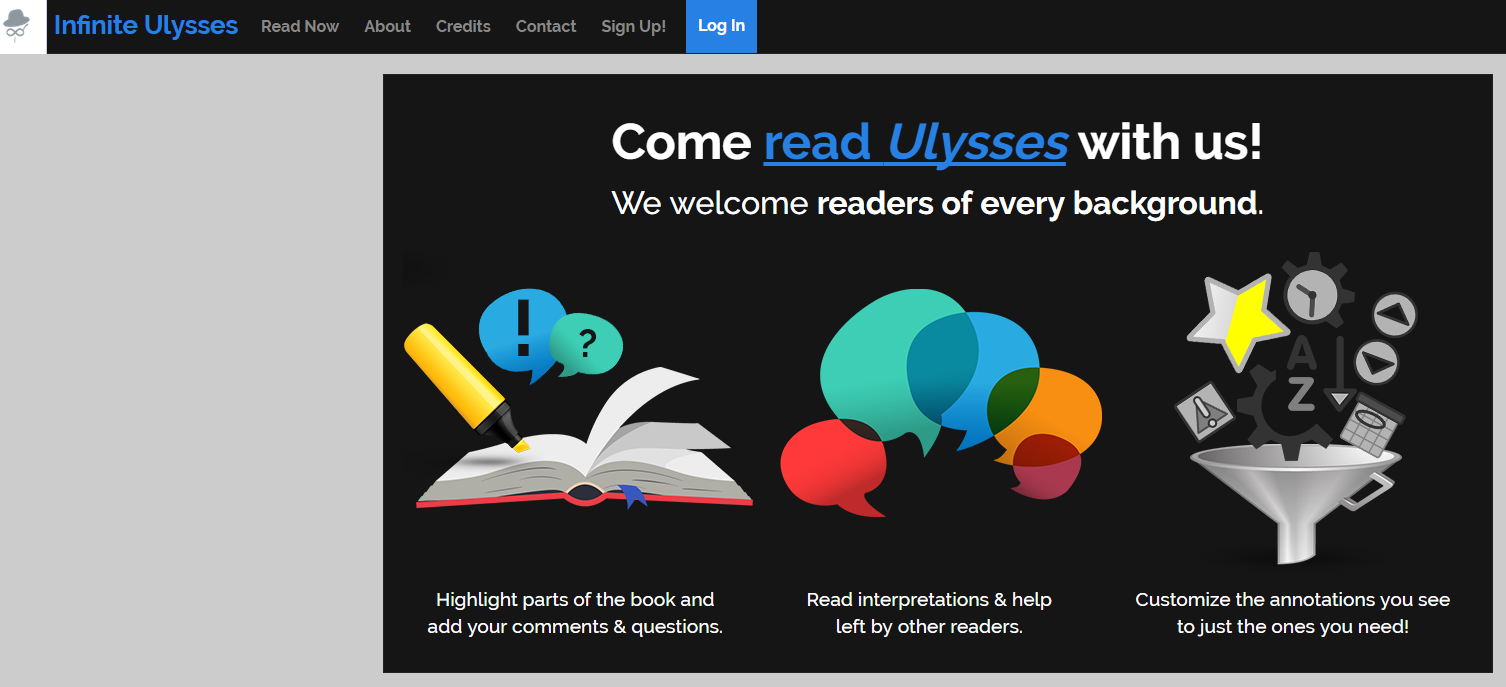 Infinite Ulysses Read Now About Credits Contact Sign Up! Log In
Come read Ulysses with us!
We welcome readers of every background.
! ?
A
Z
!
Highlight parts of the book and
add your comments & questions.
Read interpretations & help
left by other readers.
Customize the annotations you see
to just the ones you need!